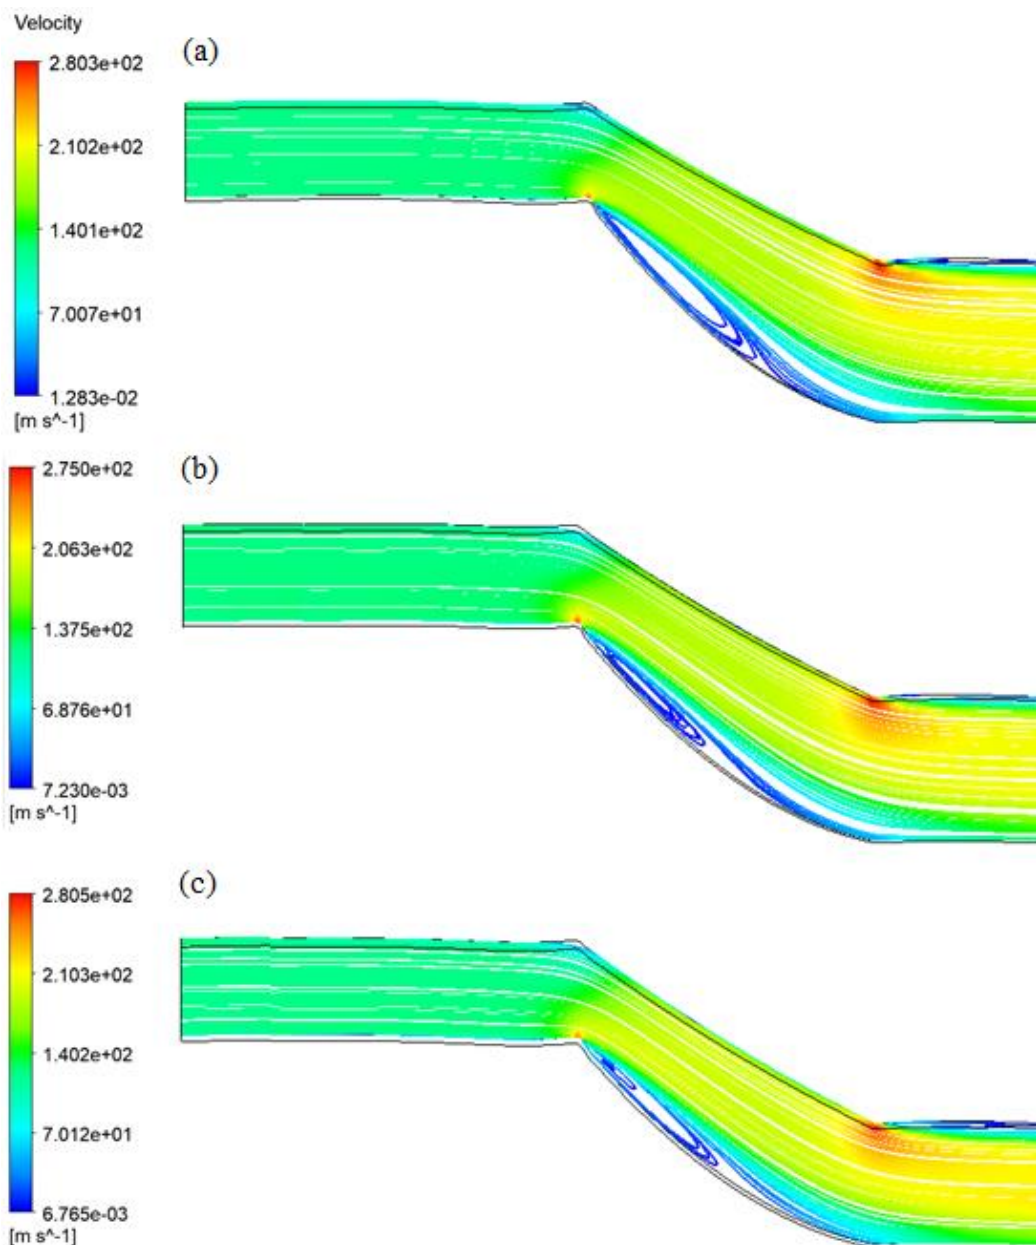 Velocity
(a)
2.803e+02
2.102e+02
1.401e+02
7.007e+01
1.283e-02
[m s^-1]
(b)
2.750e+02
2.063e+02
1.375e+02
6.876e+01
7.230e-03
[m s^-1]
(c)
2.805e+02
2.103e+02
1.402e+02
7.012e+01
6.765e-03
[m s^-1]